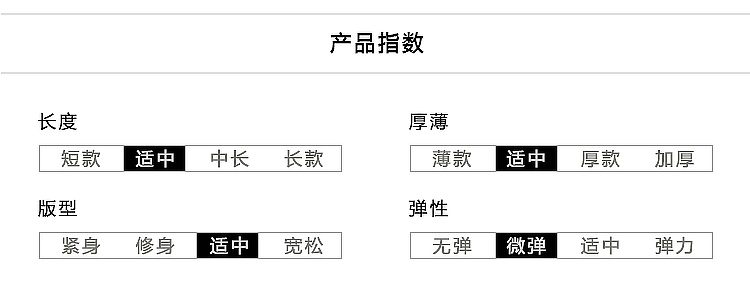 产品指数
长度
短款 适中 中长 长款
厚薄
薄款 适中 厚款 加厚
版型
紧身 修身 适中 宽松
弹性
无弹 微弹 适中 弹力